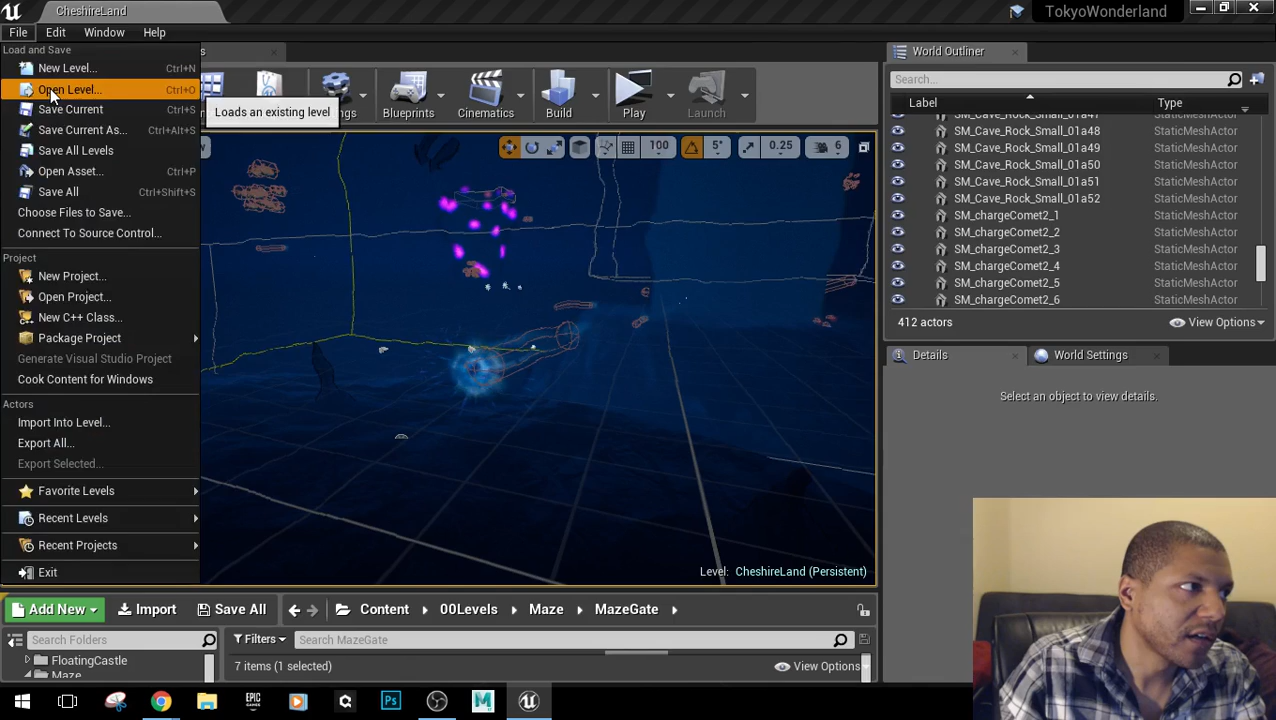 CheshireLand
TokyoWonderland
File Edit Window Help
Load and Save
New Level... Ctrl+N
Open Level... Ctrl+O
Save Current Ctrl+S
Save Current As... Ctrl+Alt+S
Save All Levels
Open Asset... Ctrl+P
Save All Ctrl+Shift+S
Choose Files to Save...
Connect To Source Control...
Project
New Project...
Open Project...
New C++ Class...
Package Project
Generate Visual Studio Project
Cook Content for Windows
Actors
Import Into Level...
Export All...
Export Selected...
Favorite Levels
Recent Levels
Recent Projects
Exit
Loads an existing level
Blueprints Cinematics Build Play Launch
100 5° 0.25 6
Level: CheshireLand (Persistent)
World Outliner
Search...
Label Type
SM_Cave_Rock_Small_01a47 StaticMeshActor
SM_Cave_Rock_Small_01a48 StaticMeshActor
SM_Cave_Rock_Small_01a49 StaticMeshActor
SM_Cave_Rock_Small_01a50 StaticMeshActor
SM_Cave_Rock_Small_01a51 StaticMeshActor
SM_Cave_Rock_Small_01a52 StaticMeshActor
SM_chargeComet2_1 StaticMeshActor
SM_chargeComet2_2 StaticMeshActor
SM_chargeComet2_3 StaticMeshActor
SM_chargeComet2_4 StaticMeshActor
SM_chargeComet2_5 StaticMeshActor
SM_chargeComet2_6 StaticMeshActor
412 actors View Options
Details World Settings
Select an object to view details.
Add New Import Save All Content 00Levels Maze MazeGate
Search Folders Filters Search MazeGate
FloatingCastle
Maze
7 items (1 selected) View Options
EPIC GAMES Ps M